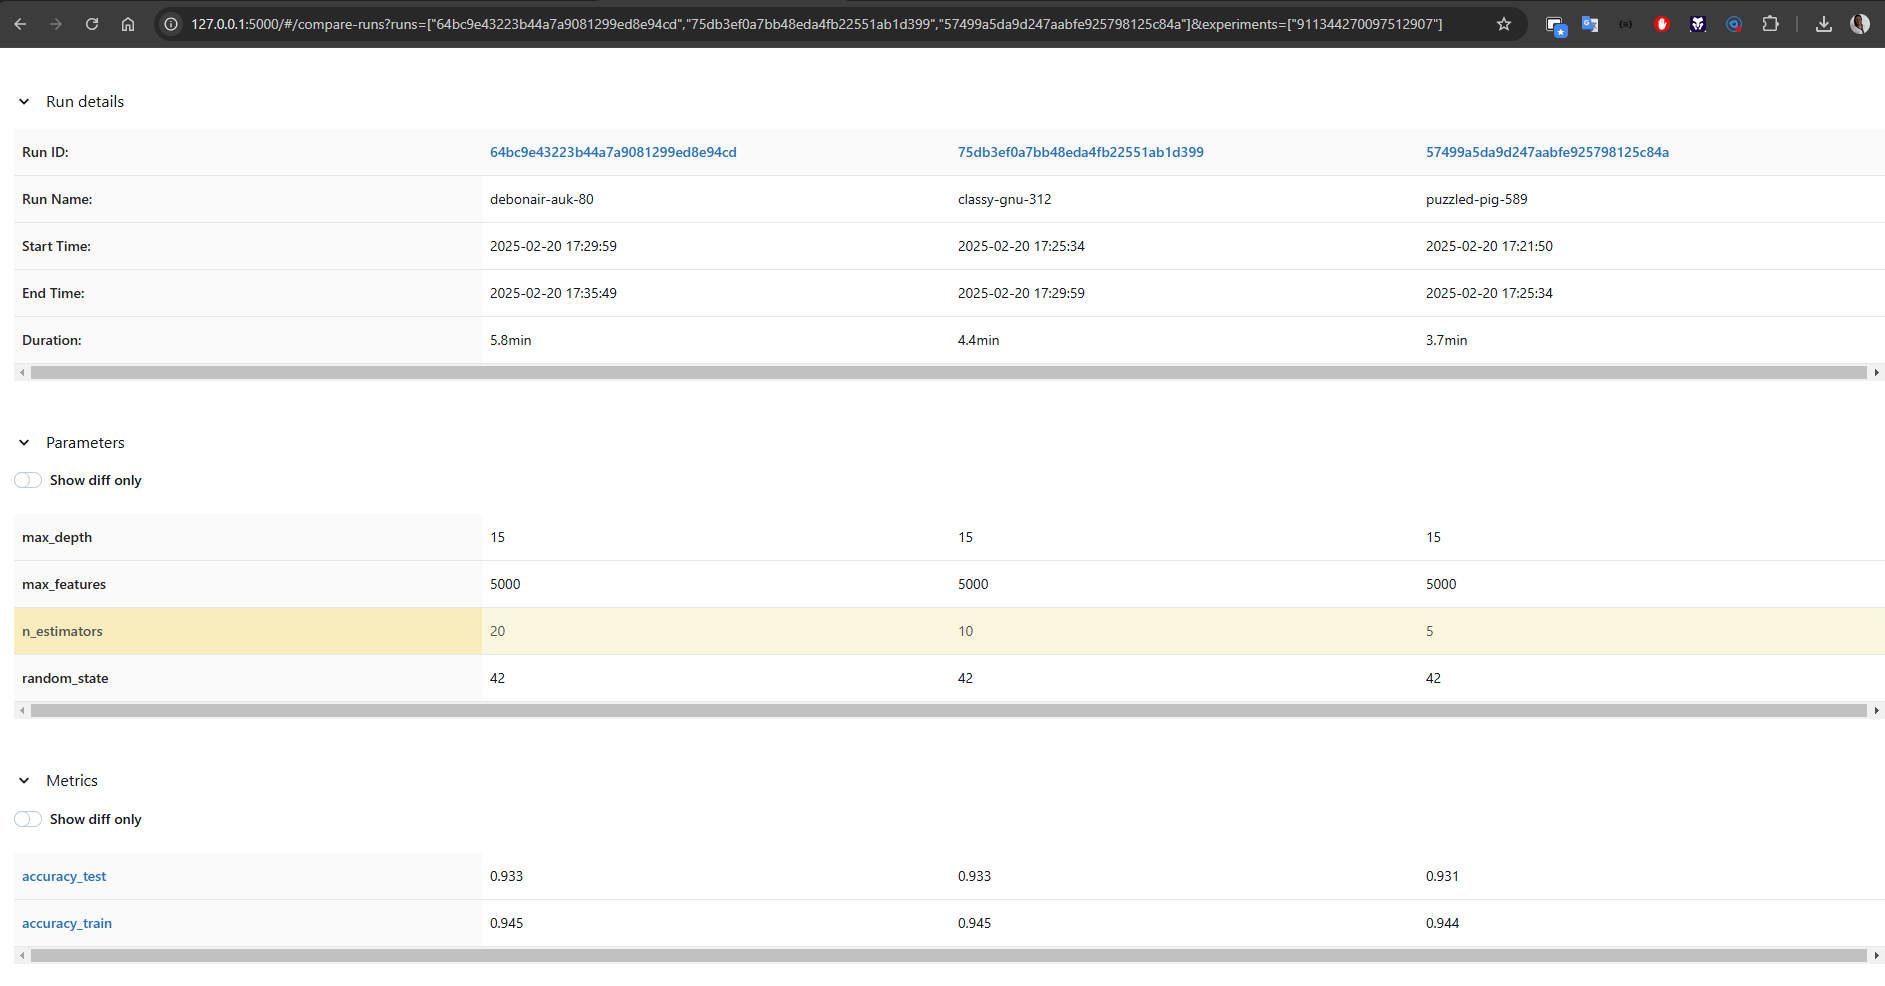 127.0.0.1:5000/#/compare-runs?runs=["64bc9e43223b44a7a9081299ed8e94cd","75db3ef0a7bb48eda4fb22551ab1d399","57499a5da9d247aabfe925798125c84a"]&experiments=["911344270097512907"]
Run details
Run ID: 64bc9e43223b44a7a9081299ed8e94cd 75db3ef0a7bb48eda4fb22551ab1d399 57499a5da9d247aabfe925798125c84a
Run Name: debonair-auk-80 classy-gnu-312 puzzled-pig-589
Start Time: 2025-02-20 17:29:59 2025-02-20 17:25:34 2025-02-20 17:21:50
End Time: 2025-02-20 17:35:49 2025-02-20 17:29:59 2025-02-20 17:25:34
Duration: 5.8min 4.4min 3.7min
Parameters
Show diff only
max_depth 15 15 15
max_features 5000 5000 5000
n_estimators 20 10 5
random_state 42 42 42
Metrics
Show diff only
accuracy_test 0.933 0.933 0.931
accuracy_train 0.945 0.945 0.944